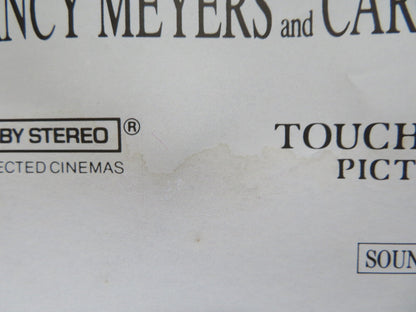 NCY MEYERS and CAR
BY STEREO ®
ECTED CINEMAS
TOUCH
PICT
SOUN